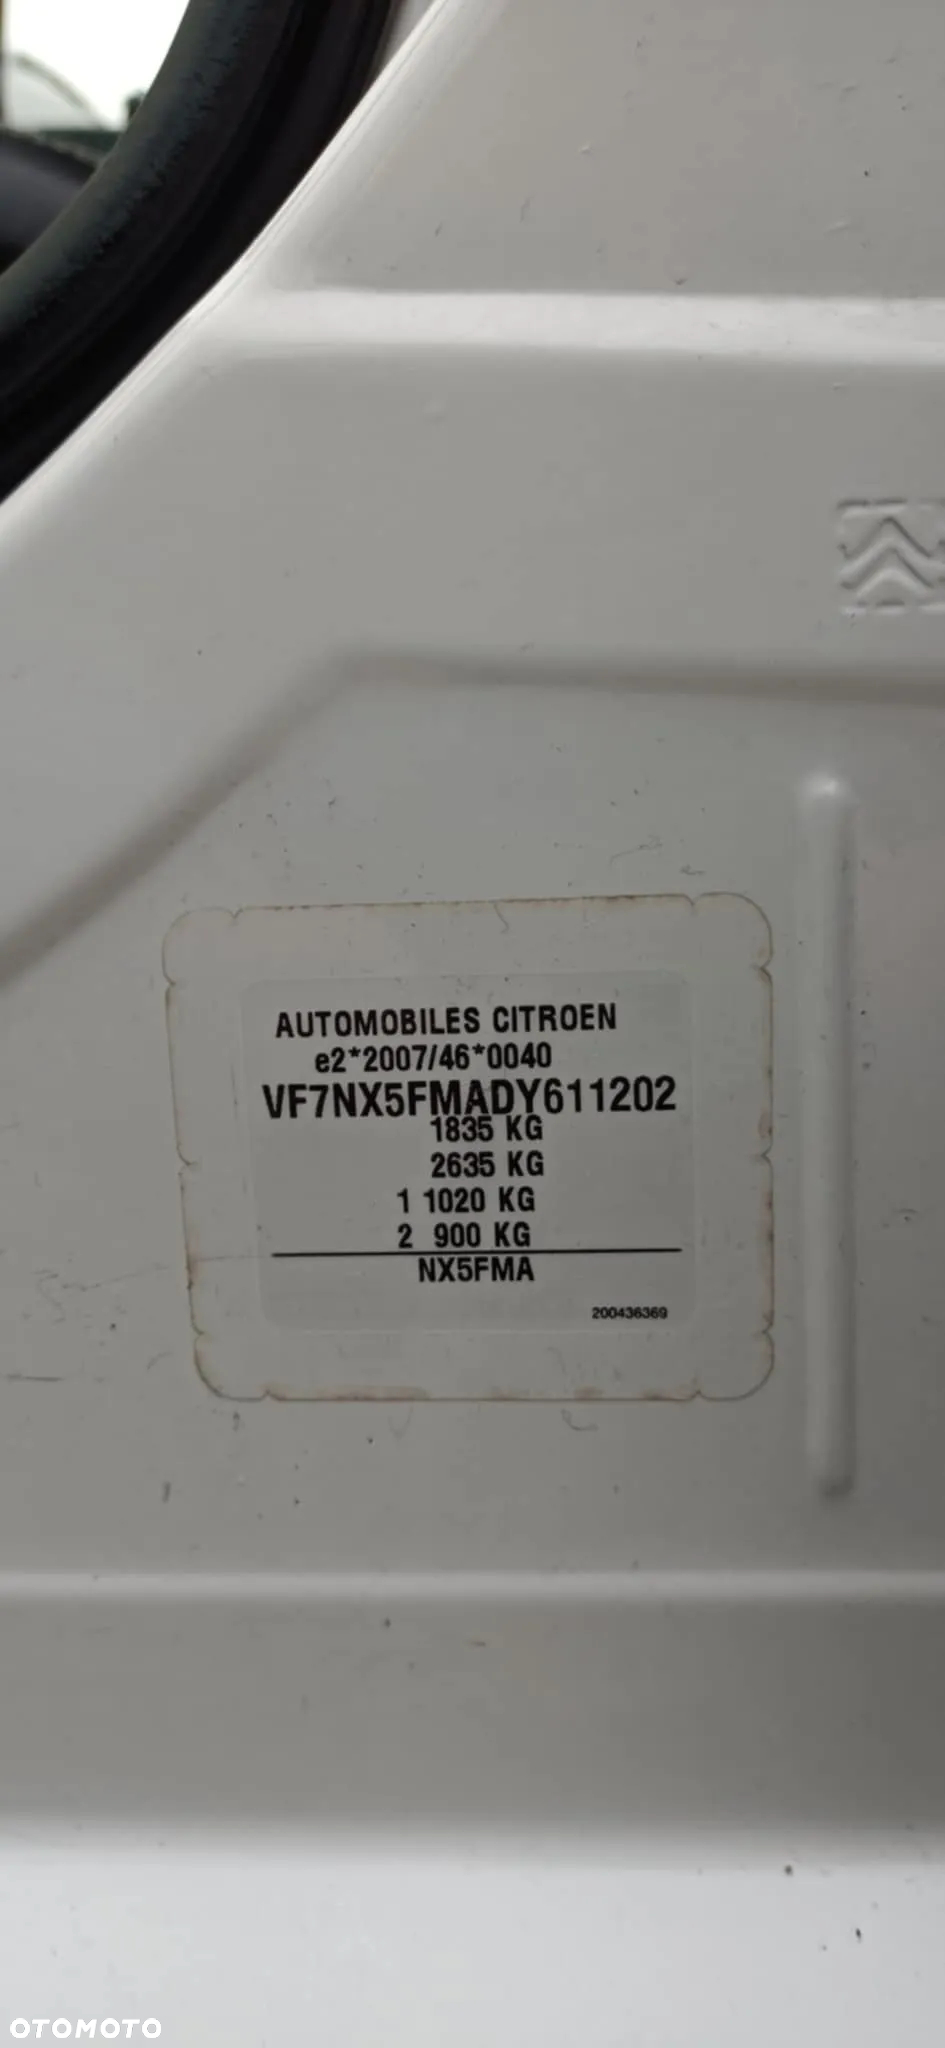 AUTOMOBILES CITROEN
e2*2007/46*0040
VF7NX5FMADY611202
1835 KG
2635 KG
1 1020 KG
2 900 KG
NX5FMA
200436369
OTOMOTO